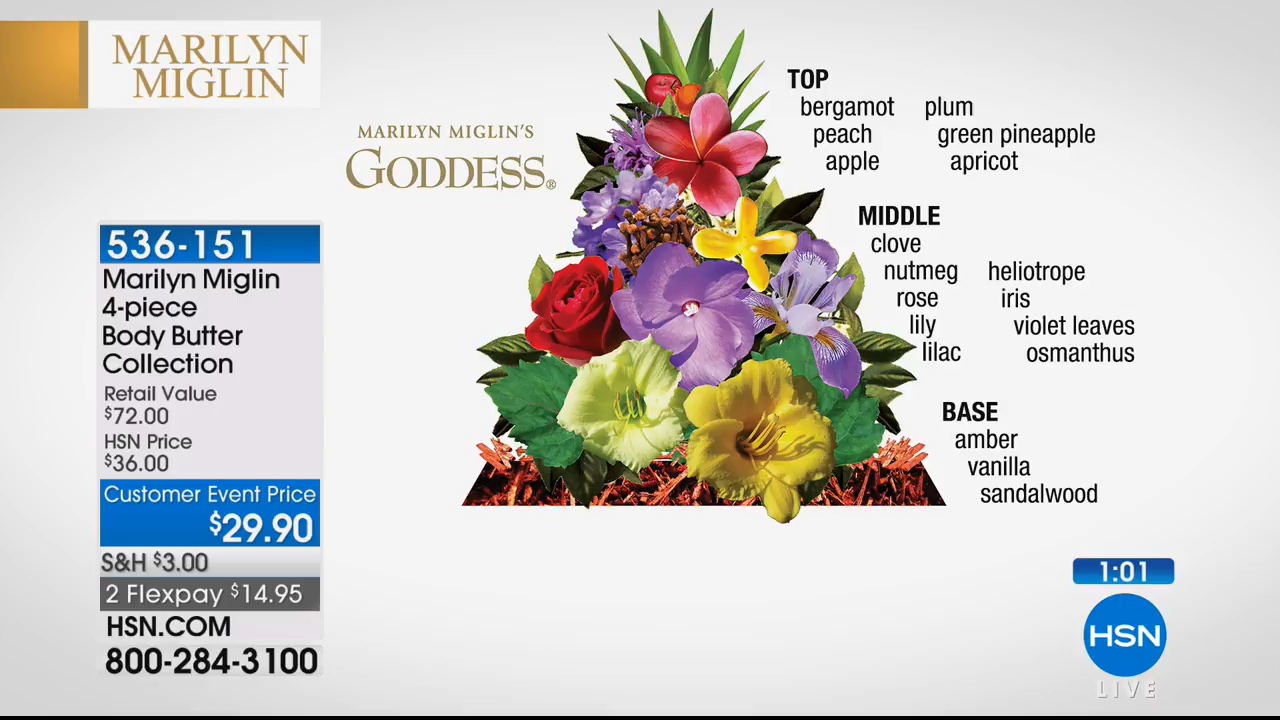 MARILYN
MIGLIN
536-151
Marilyn Miglin
4-piece
Body Butter
Collection
Retail Value
$72.00
HSN Price
$36.00
Customer Event Price
$29.90
S&H $3.00
2 Flexpay $14.95
HSN.COM
800-284-3100
MARILYN MIGLIN'S
GODDESS®
TOP
bergamot plum
peach green pineapple
apple apricot
MIDDLE
clove
nutmeg heliotrope
rose iris
lily violet leaves
lilac osmanthus
BASE
amber
vanilla
sandalwood
1:01
HSN
LIVE